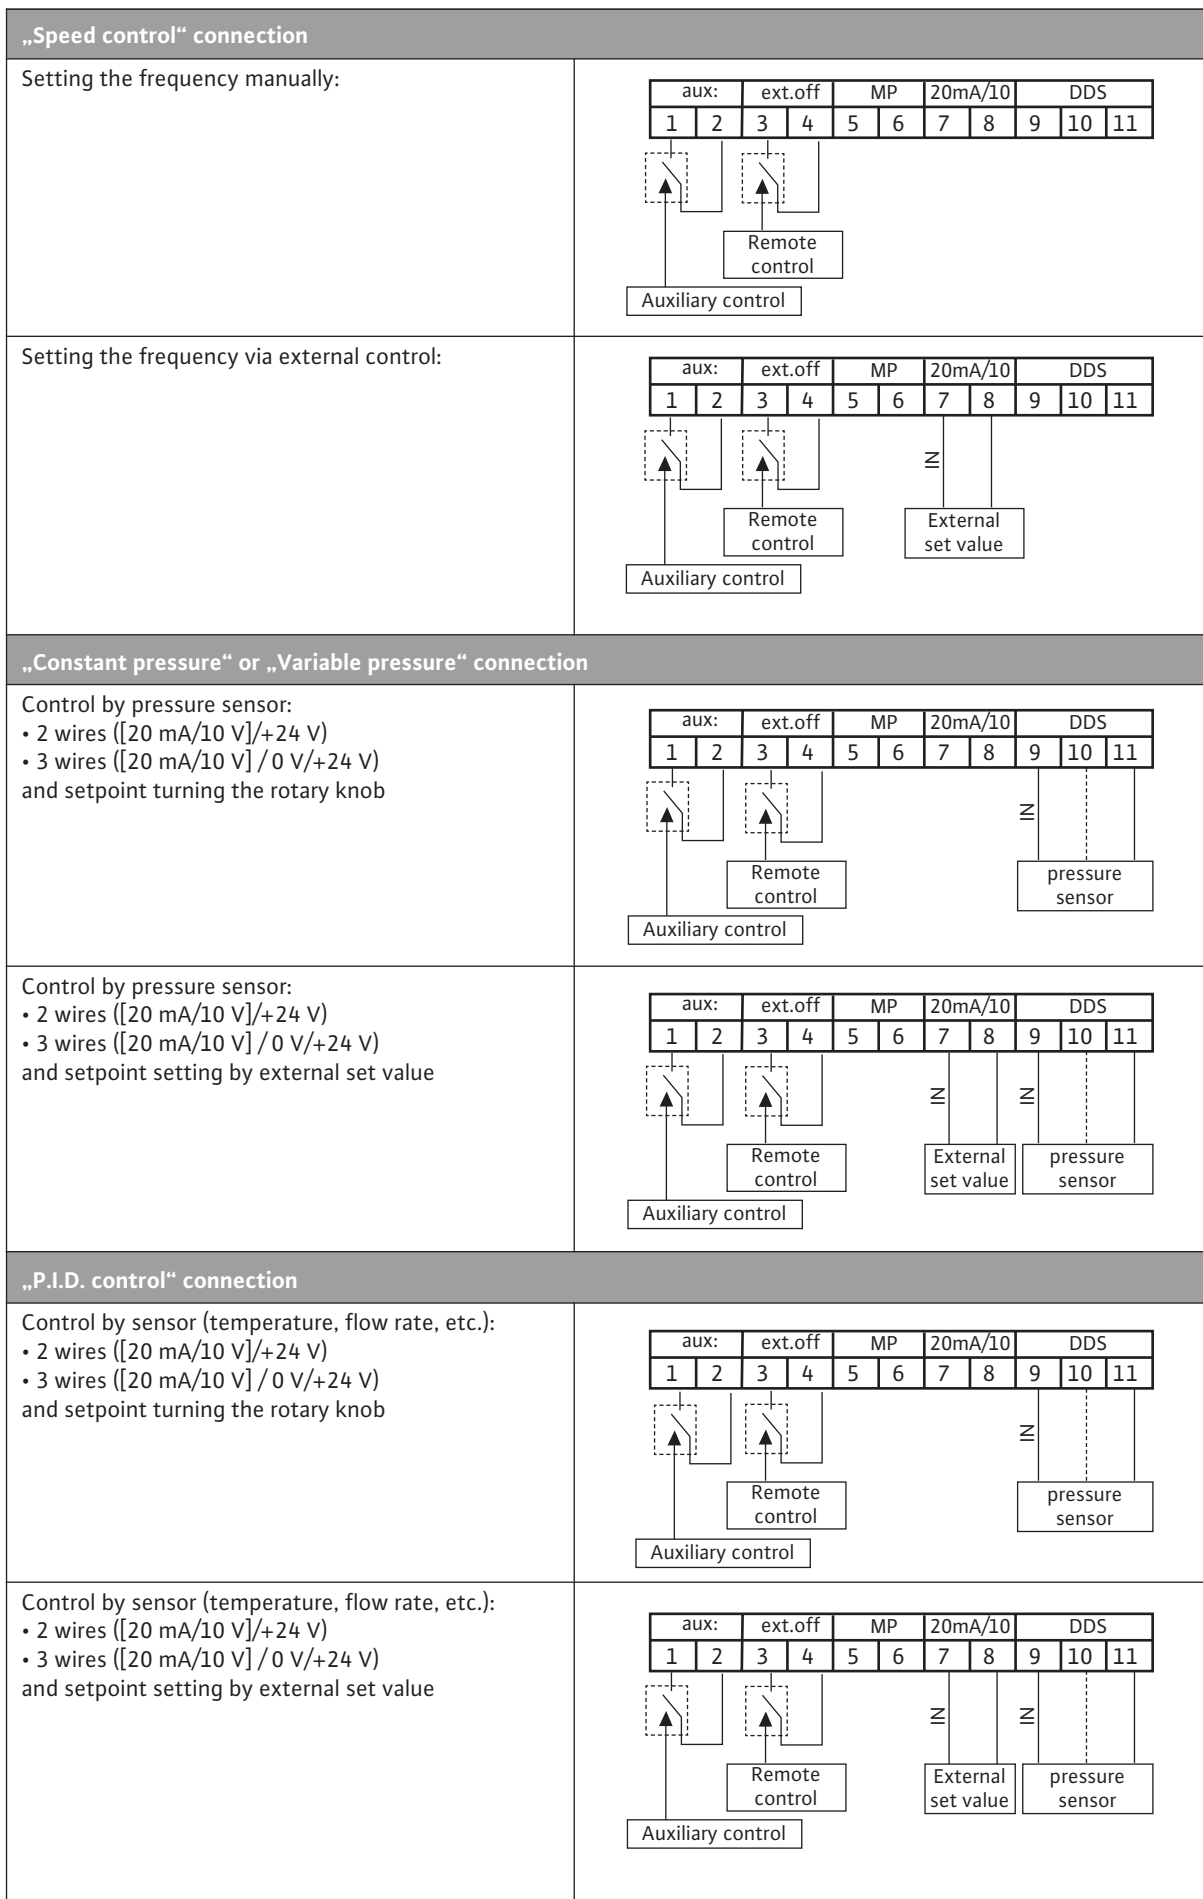 „Speed control“ connection
Setting the frequency manually:
aux: ext.off MP 20mA/10 DDS
1 2 3 4 5 6 7 8 9 10 11
Remote
control
Auxiliary control
Setting the frequency via external control:
aux: ext.off MP 20mA/10 DDS
1 2 3 4 5 6 7 8 9 10 11
IN
Remote
control
External
set value
Auxiliary control
„Constant pressure“ or „Variable pressure“ connection
Control by pressure sensor:
• 2 wires ([20 mA/10 V]/+24 V)
• 3 wires ([20 mA/10 V] / 0 V/+24 V)
and setpoint turning the rotary knob
aux: ext.off MP 20mA/10 DDS
1 2 3 4 5 6 7 8 9 10 11
IN
Remote
control
pressure
sensor
Auxiliary control
Control by pressure sensor:
• 2 wires ([20 mA/10 V]/+24 V)
• 3 wires ([20 mA/10 V] / 0 V/+24 V)
and setpoint setting by external set value
aux: ext.off MP 20mA/10 DDS
1 2 3 4 5 6 7 8 9 10 11
IN IN
Remote
control
External
set value
pressure
sensor
Auxiliary control
„P.I.D. control“ connection
Control by sensor (temperature, flow rate, etc.):
• 2 wires ([20 mA/10 V]/+24 V)
• 3 wires ([20 mA/10 V] / 0 V/+24 V)
and setpoint turning the rotary knob
aux: ext.off MP 20mA/10 DDS
1 2 3 4 5 6 7 8 9 10 11
IN
Remote
control
pressure
sensor
Auxiliary control
Control by sensor (temperature, flow rate, etc.):
• 2 wires ([20 mA/10 V]/+24 V)
• 3 wires ([20 mA/10 V] / 0 V/+24 V)
and setpoint setting by external set value
aux: ext.off MP 20mA/10 DDS
1 2 3 4 5 6 7 8 9 10 11
IN IN
Remote
control
External
set value
pressure
sensor
Auxiliary control